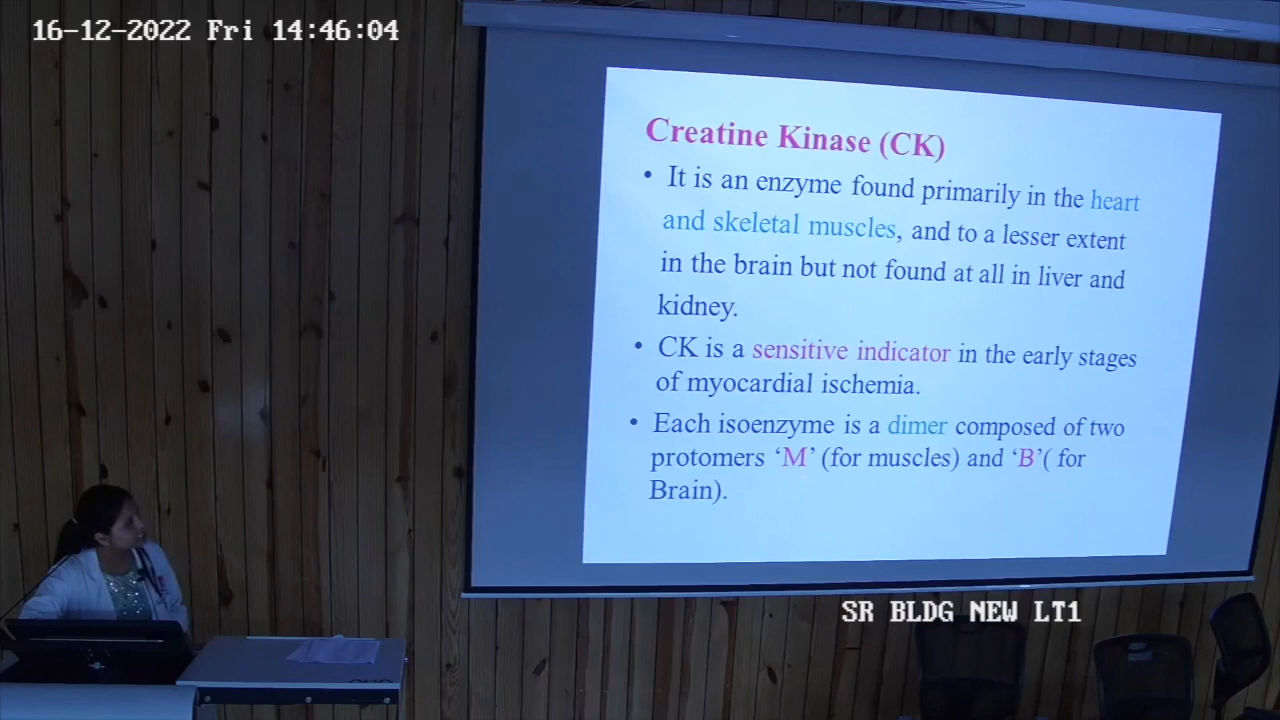 16-12-2022 Fri 14:46:04
Creatine Kinase (CK)
• It is an enzyme found primarily in the heart
and skeletal muscles, and to a lesser extent
in the brain but not found at all in liver and
kidney.
• CK is a sensitive indicator in the early stages
of myocardial ischemia.
• Each isoenzyme is a dimer composed of two
protomers ‘M’ (for muscles) and ‘B’( for
Brain).
SR BLDG NEW LT1